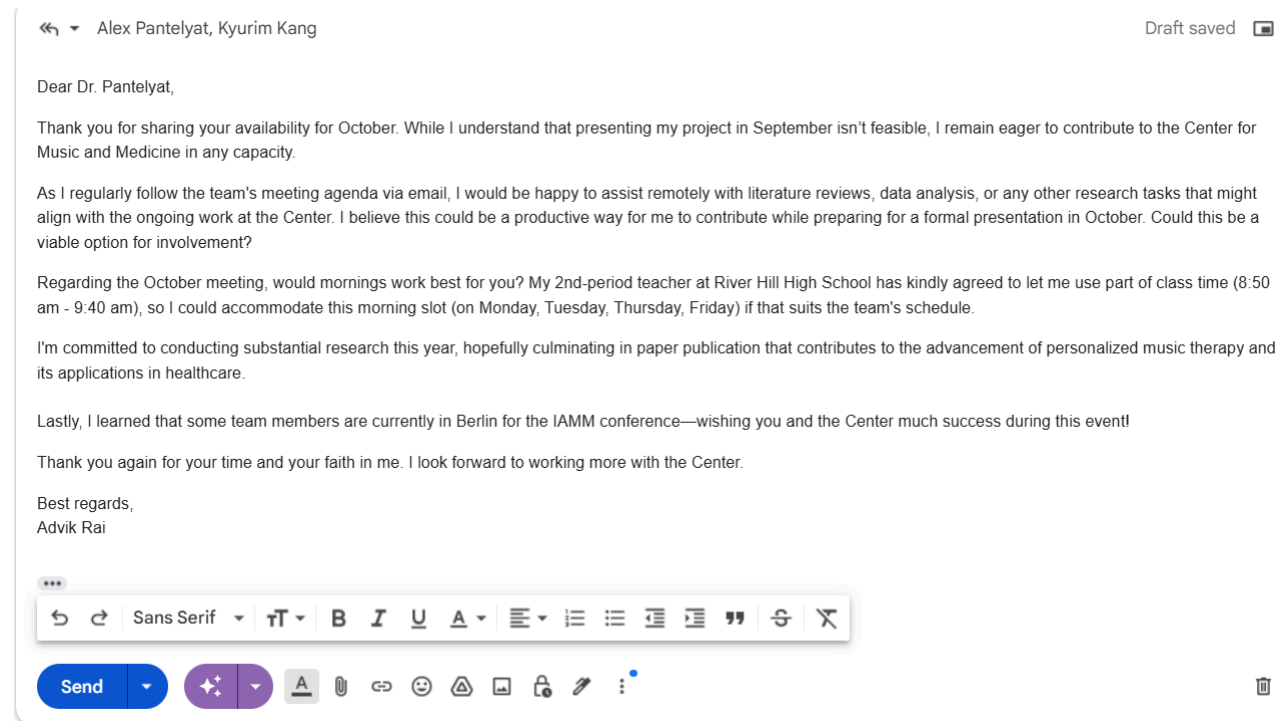 Alex Pantelyat, Kyurim Kang
Draft saved
Dear Dr. Pantelyat,
Thank you for sharing your availability for October. While I understand that presenting my project in September isn't feasible, I remain eager to contribute to the Center for
Music and Medicine in any capacity.
As I regularly follow the team's meeting agenda via email, I would be happy to assist remotely with literature reviews, data analysis, or any other research tasks that might
align with the ongoing work at the Center. I believe this could be a productive way for me to contribute while preparing for a formal presentation in October. Could this be a
viable option for involvement?
Regarding the October meeting, would mornings work best for you? My 2nd-period teacher at River Hill High School has kindly agreed to let me use part of class time (8:50
am - 9:40 am), so I could accommodate this morning slot (on Monday, Tuesday, Thursday, Friday) if that suits the team's schedule.
I'm committed to conducting substantial research this year, hopefully culminating in paper publication that contributes to the advancement of personalized music therapy and
its applications in healthcare.
Lastly, I learned that some team members are currently in Berlin for the IAMM conference—wishing you and the Center much success during this event!
Thank you again for your time and your faith in me. I look forward to working more with the Center.
Best regards,
Advik Rai
Sans Serif
Send